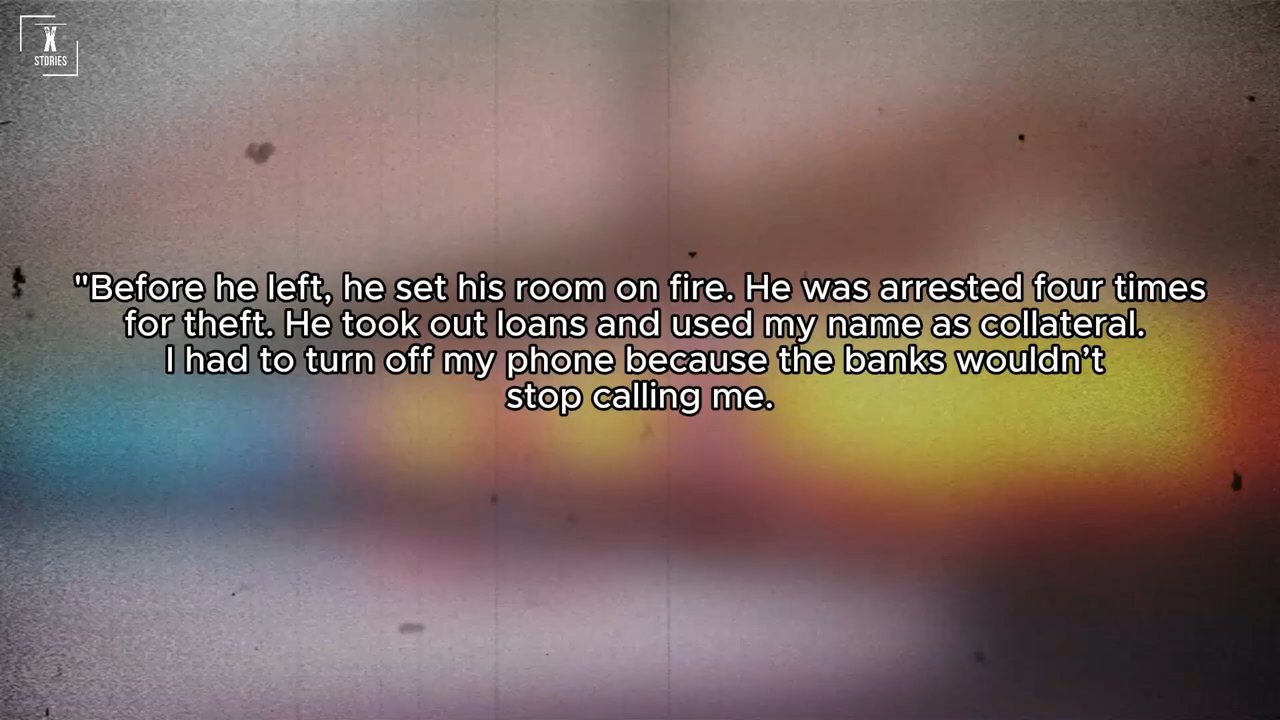 X
STORIES
"Before he left, he set his room on fire. He was arrested four times
for theft. He took out loans and used my name as collateral.
I had to turn off my phone because the banks wouldn’t
stop calling me.